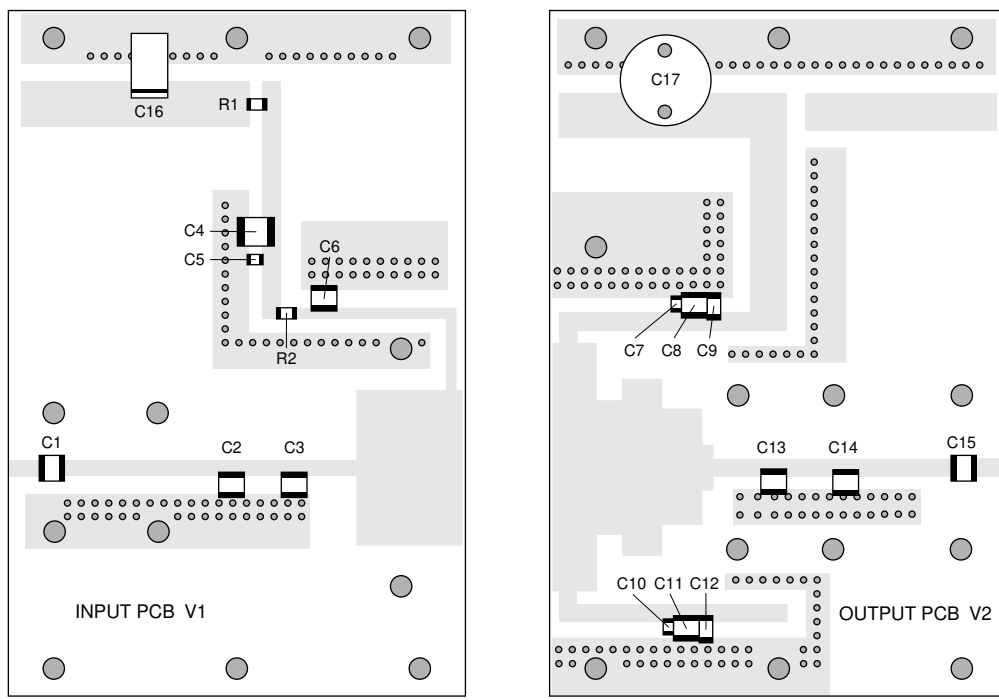 C16
R1
C4
C5
C6
R2
C1
C2
C3
INPUT PCB V1
C17
C7
C8
C9
C13
C14
C15
C10
C11
C12
OUTPUT PCB V2